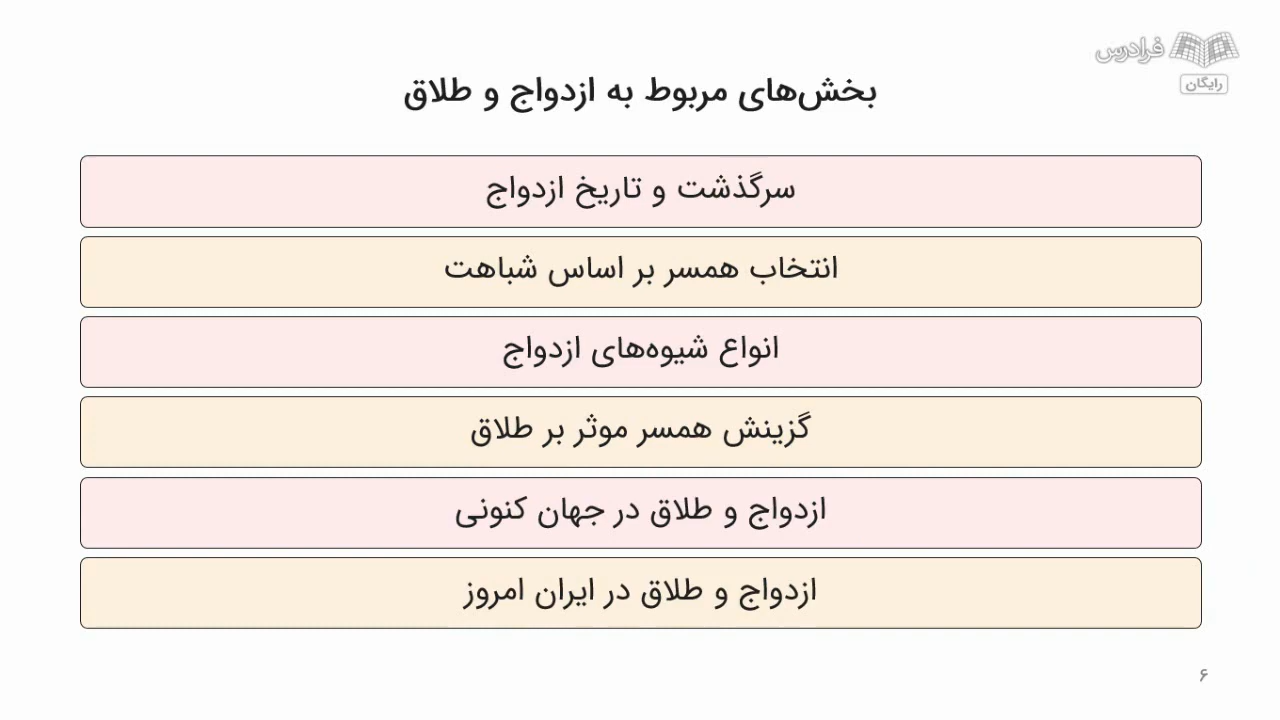 فرادرس
رایگان
بخش‌های مربوط به ازدواج و طلاق
سرگذشت و تاریخ ازدواج
انتخاب همسر بر اساس شباهت
انواع شیوه‌های ازدواج
گزینش همسر موثر بر طلاق
ازدواج و طلاق در جهان کنونی
ازدواج و طلاق در ایران امروز
۶